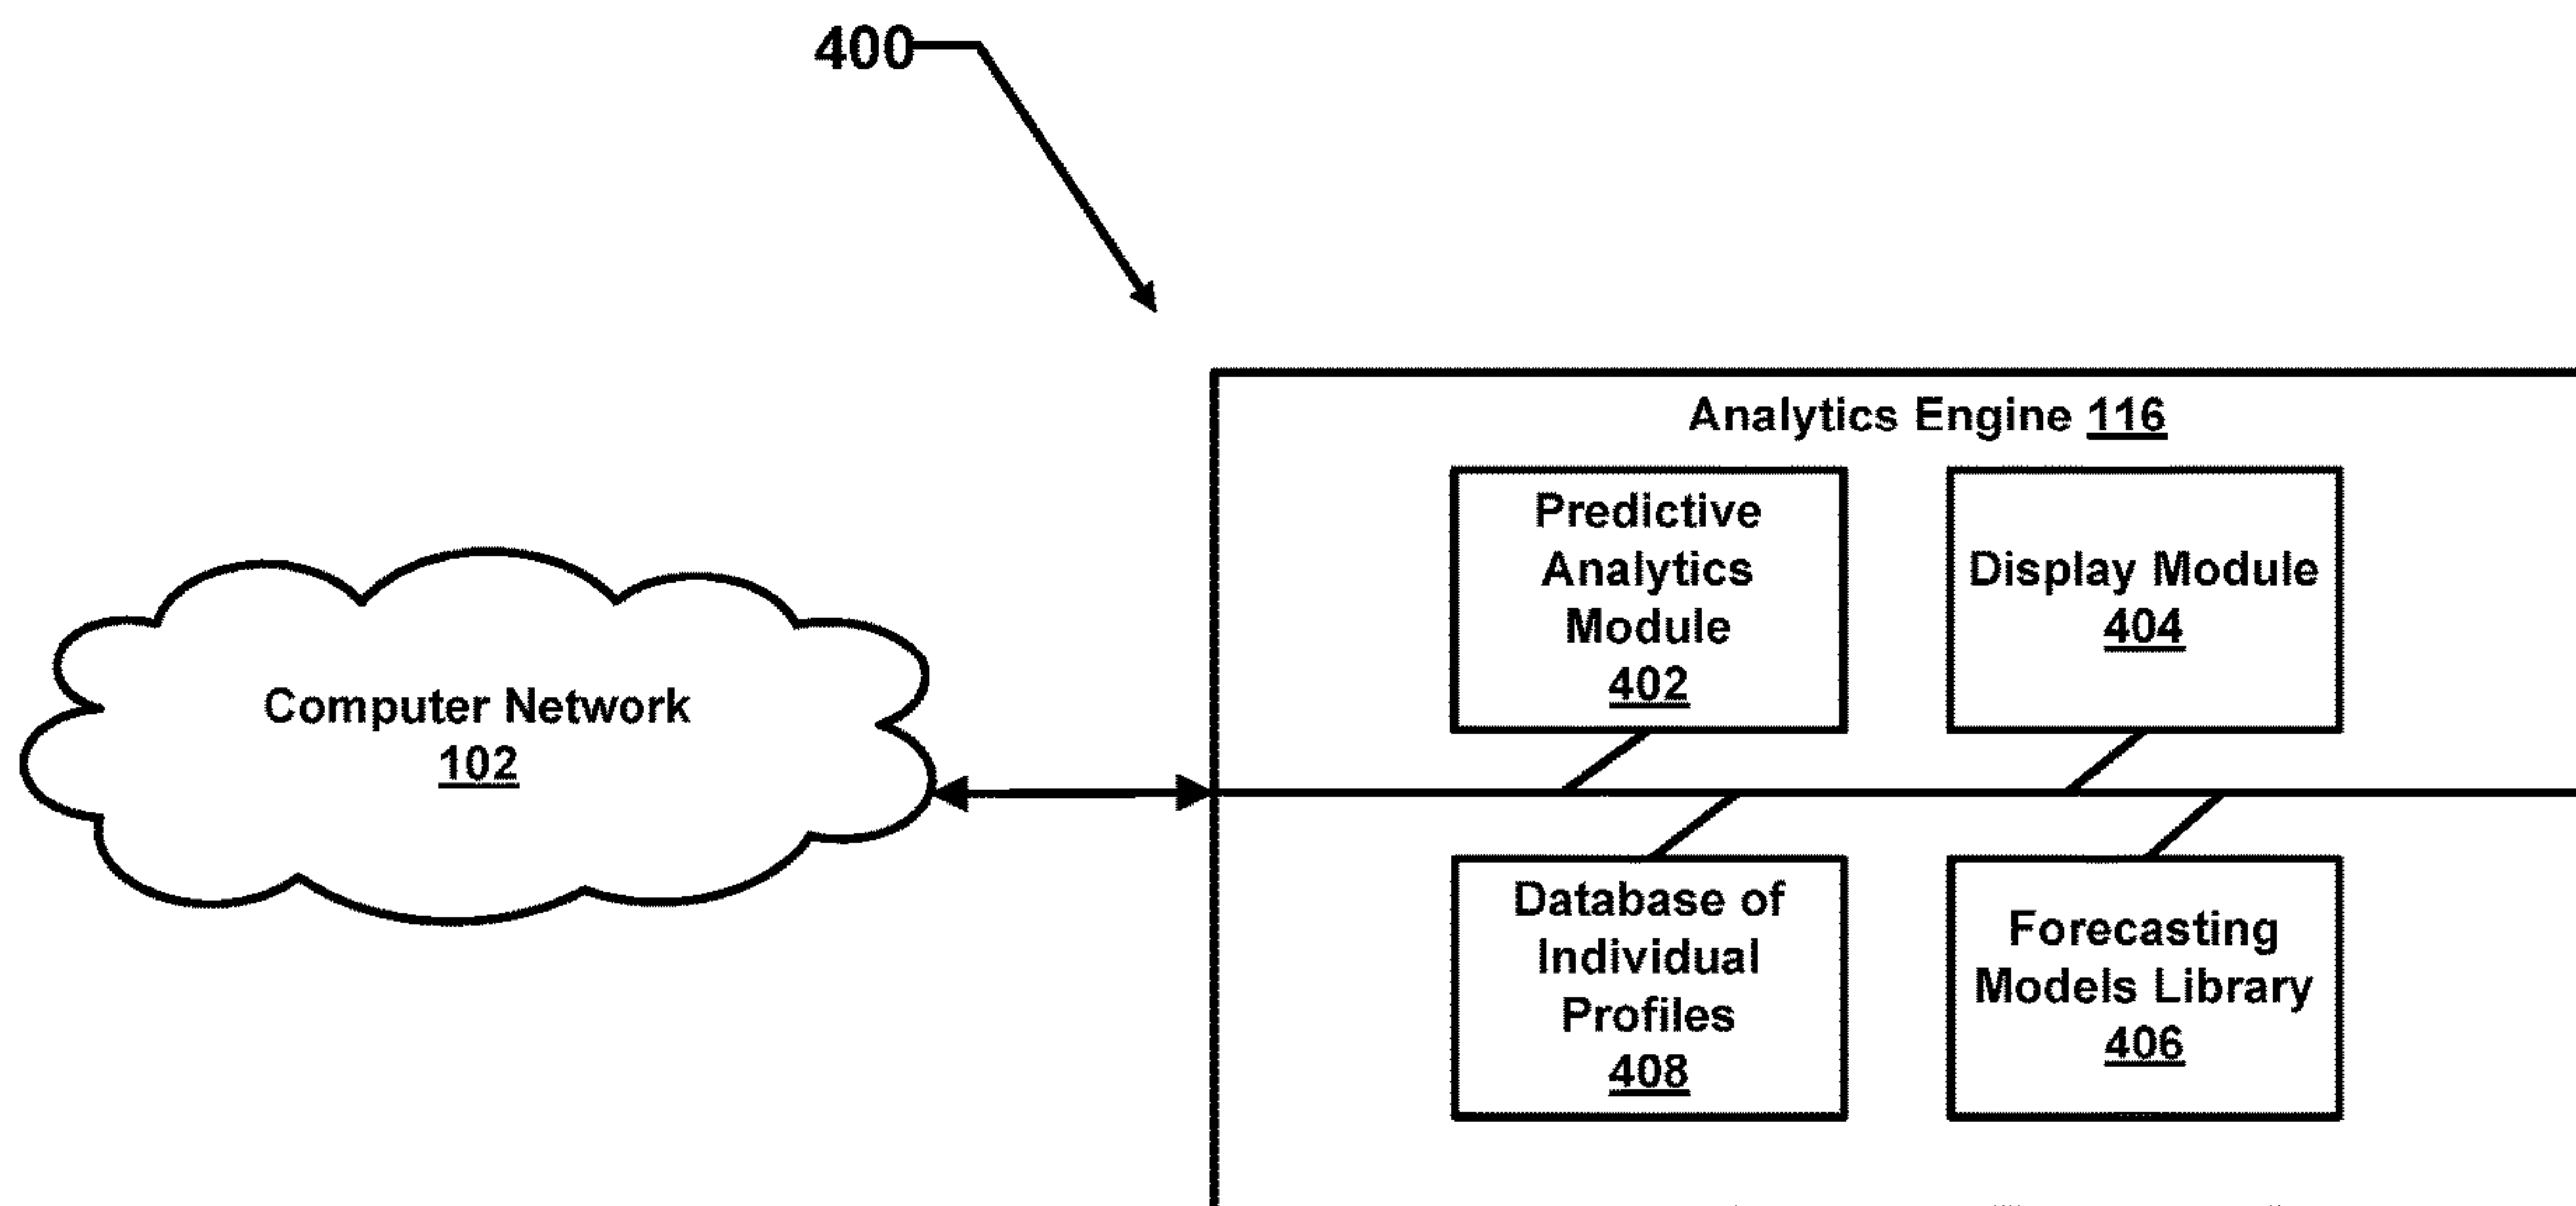 400
Analytics Engine 116
Predictive
Analytics
Module
402
Display Module
404
Computer Network
102
Database of
Individual
Profiles
408
Forecasting
Models Library
406